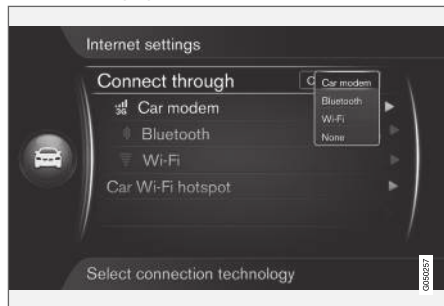 Internet settings
Connect through
C
Car modem
Bluetooth
Wi-Fi
None
3G Car modem
Bluetooth
Wi-Fi
Car Wi-Fi hotspot
Select connection technology
G050257